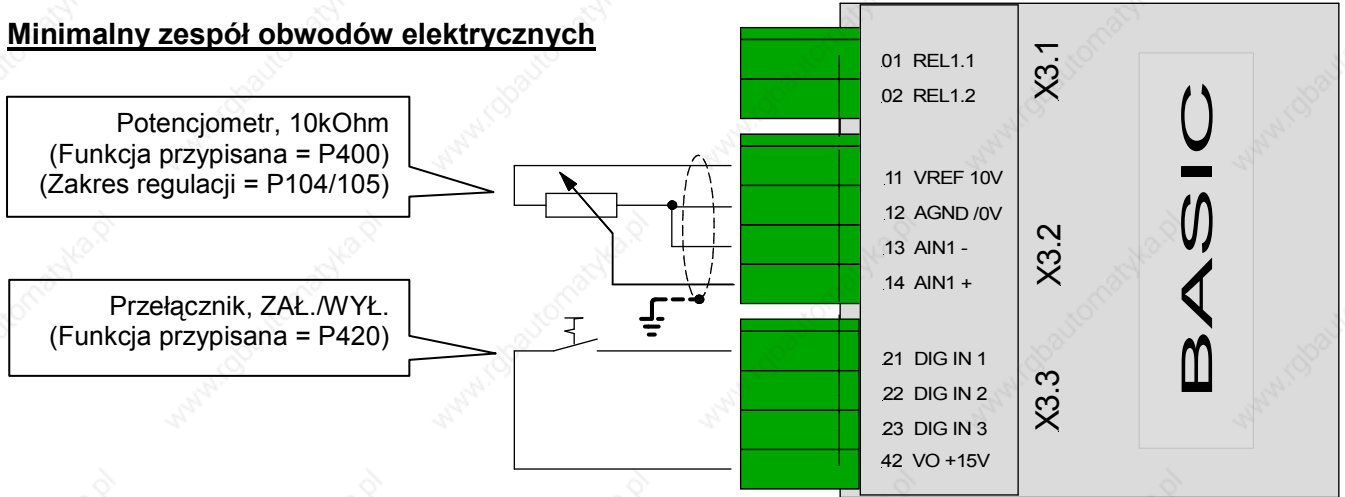 Minimalny zespół obwodów elektrycznych
Potencjometr, 10kOhm
(Funkcja przypisana = P400)
(Zakres regulacji = P104/105)
Przełącznik, ZAŁ./WYŁ.
(Funkcja przypisana = P420)
01 REL1.1
02 REL1.2
X3.1
11 VREF 10V
12 AGND /0V
13 AIN1 -
14 AIN1 +
X3.2
21 DIG IN 1
22 DIG IN 2
23 DIG IN 3
42 VO +15V
X3.3
BASIC
www.rgbautomatyka.pl